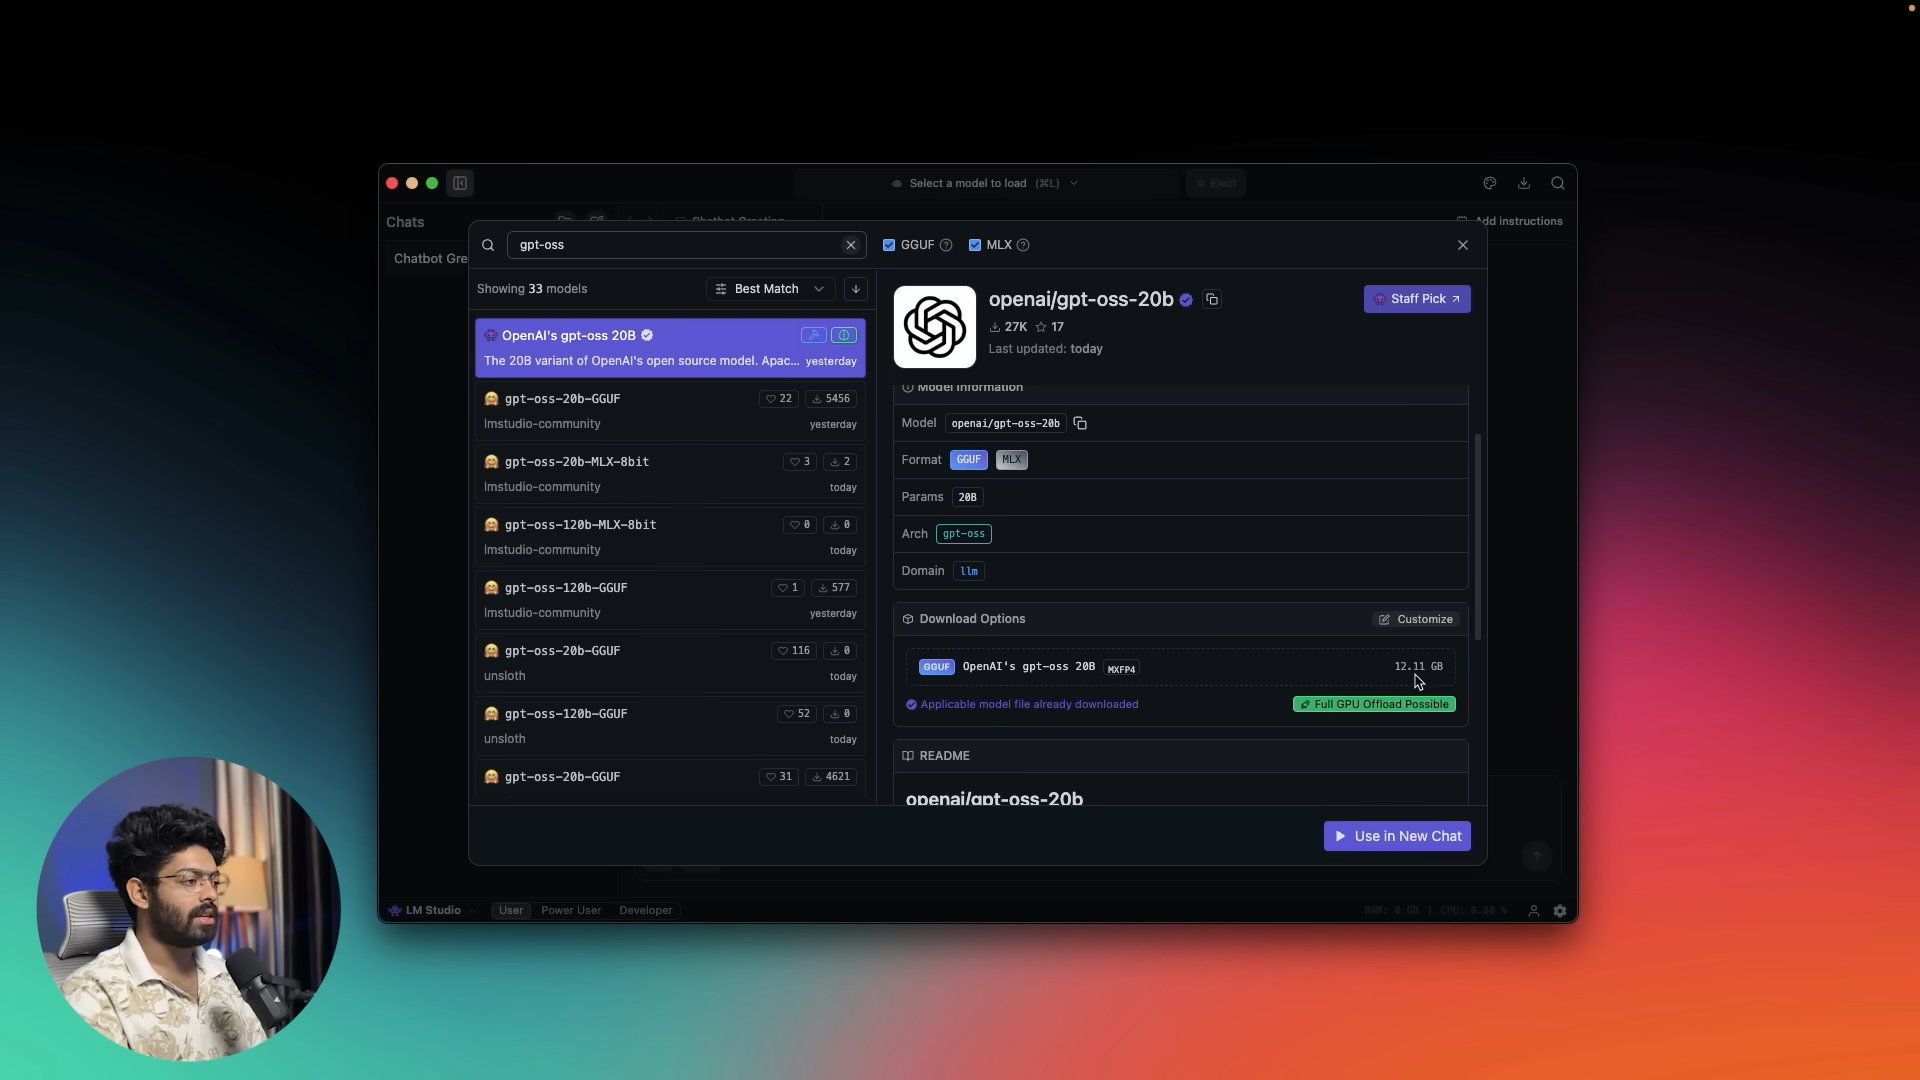 Select a model to load (⌘L)
Eject
Chats
Chatbot Greeting
Add instructions
Chatbot Gre
gpt-oss
GGUF
MLX
Showing 33 models
Best Match
OpenAI's gpt-oss 20B
The 20B variant of OpenAI's open source model. Apac... yesterday
gpt-oss-20b-GGUF 22 5456
lmstudio-community yesterday
gpt-oss-20b-MLX-8bit 3 2
lmstudio-community today
gpt-oss-120b-MLX-8bit 0 0
lmstudio-community today
gpt-oss-120b-GGUF 1 577
lmstudio-community yesterday
gpt-oss-20b-GGUF 116 0
unsloth today
gpt-oss-120b-GGUF 52 0
unsloth today
gpt-oss-20b-GGUF 31 4621
openai/gpt-oss-20b
Staff Pick
27K 17
Last updated: today
Model Information
Model openai/gpt-oss-20b
Format GGUF MLX
Params 20B
Arch gpt-oss
Domain llm
Download Options
Customize
GGUF OpenAI's gpt-oss 20B MXFP4 12.11 GB
Applicable model file already downloaded
Full GPU Offload Possible
README
openai/gpt-oss-20b
Use in New Chat
LM Studio
User Power User Developer
RAM: 0 GB | CPU: 0.00 %